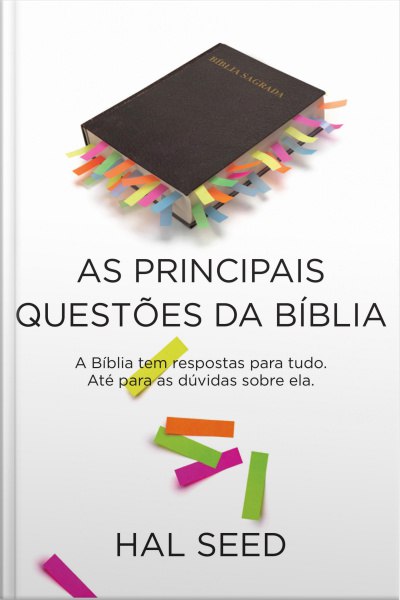 BÍBLIA SAGRADA
AS PRINCIPAIS
QUESTÕES DA BÍBLIA
A Bíblia tem respostas para tudo.
Até para as dúvidas sobre ela.
HAL SEED